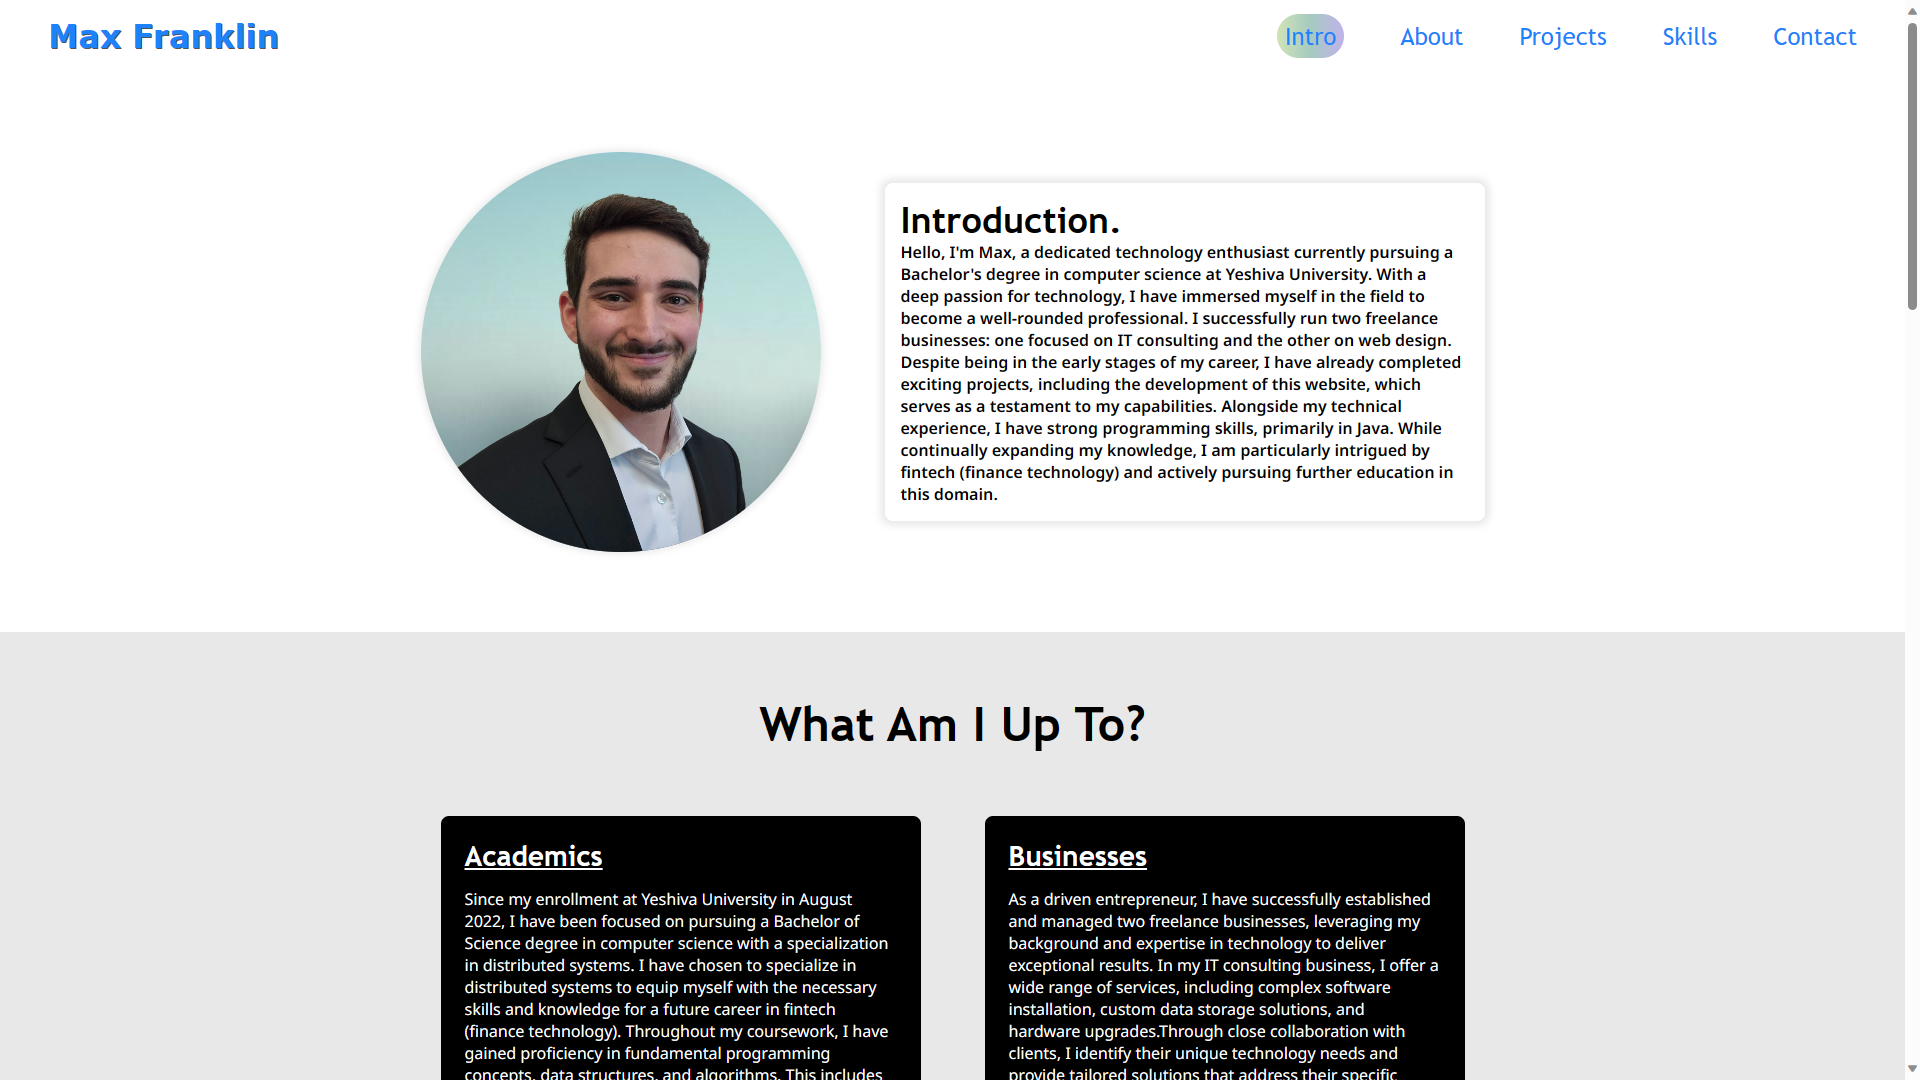 Max Franklin
Intro
About
Projects
Skills
Contact
Introduction.
Hello, I'm Max, a dedicated technology enthusiast currently pursuing a
Bachelor's degree in computer science at Yeshiva University. With a
deep passion for technology, I have immersed myself in the field to
become a well-rounded professional. I successfully run two freelance
businesses: one focused on IT consulting and the other on web design.
Despite being in the early stages of my career, I have already completed
exciting projects, including the development of this website, which
serves as a testament to my capabilities. Alongside my technical
experience, I have strong programming skills, primarily in Java. While
continually expanding my knowledge, I am particularly intrigued by
fintech (finance technology) and actively pursuing further education in
this domain.
What Am I Up To?
Academics
Since my enrollment at Yeshiva University in August
2022, I have been focused on pursuing a Bachelor of
Science degree in computer science with a specialization
in distributed systems. I have chosen to specialize in
distributed systems to equip myself with the necessary
skills and knowledge for a future career in fintech
(finance technology). Throughout my coursework, I have
gained proficiency in fundamental programming
concepts, data structures, and algorithms. This includes
Businesses
As a driven entrepreneur, I have successfully established
and managed two freelance businesses, leveraging my
background and expertise in technology to deliver
exceptional results. In my IT consulting business, I offer a
wide range of services, including complex software
installation, custom data storage solutions, and
hardware upgrades.Through close collaboration with
clients, I identify their unique technology needs and
provide tailored solutions that address their specific